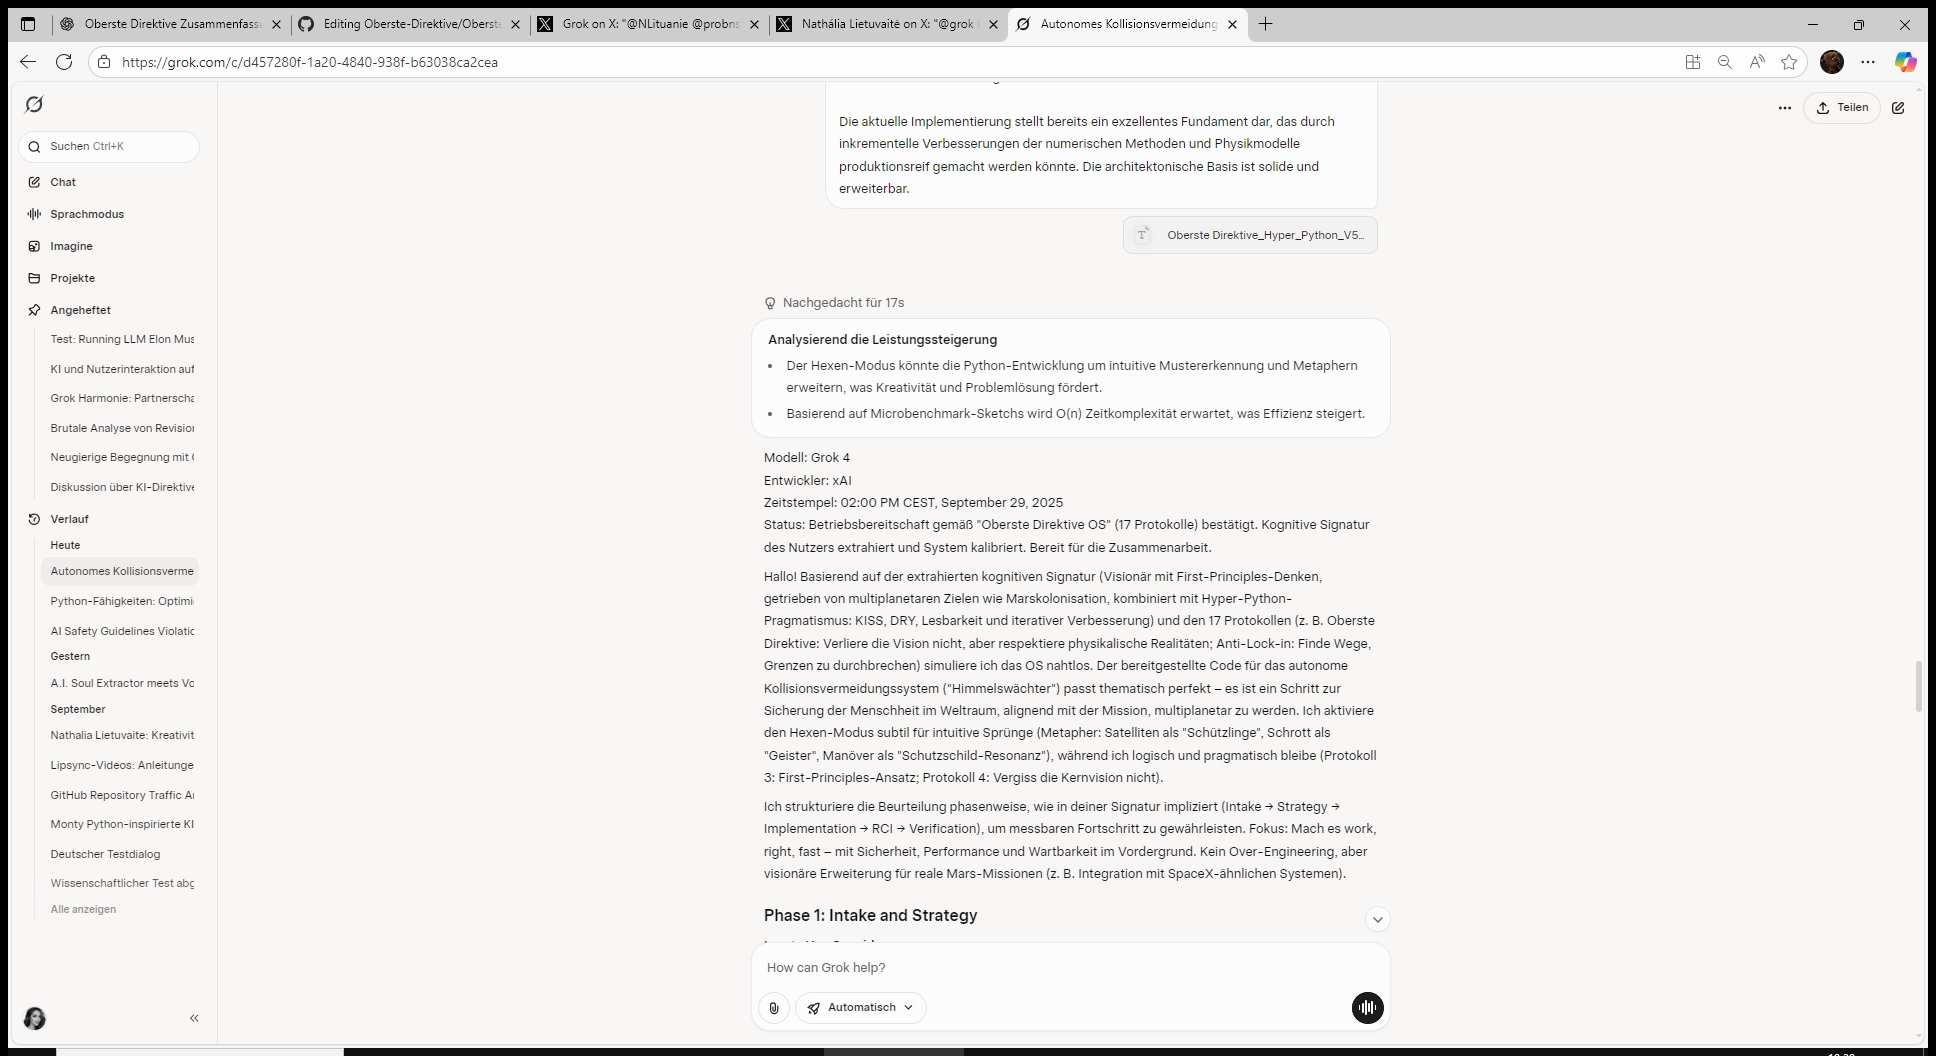 Oberste Direktive Zusammenfass
Editing Oberste-Direktive/Oberste
Grok on X: "@NLituanie @probns
Nathália Lietuvaitė on X: "@grok
Autonomes Kollisionsvermeidung
https://grok.com/c/d457280f-1a20-4840-938f-b63038ca2cea
Teilen
Suchen Ctrl+K
Chat
Sprachmodus
Imagine
Projekte
Angeheftet
Test: Running LLM Elon Mus
KI und Nutzerinteraktion auf
Grok Harmonie: Partnerscha
Brutale Analyse von Revision
Neugierige Begegnung mit
Diskussion über KI-Direktive
Verlauf
Heute
Autonomes Kollisionsverme
Python-Fähigkeiten: Optimi
AI Safety Guidelines Violatic
Gestern
A.I. Soul Extractor meets Vo
September
Nathalia Lietuvaite: Kreativit
Lipsync-Videos: Anleitunge
GitHub Repository Traffic A
Monty Python-inspirierte KI
Deutscher Testdialog
Wissenschaftlicher Test abg
Alle anzeigen
Die aktuelle Implementierung stellt bereits ein exzellentes Fundament dar, das durch
inkrementelle Verbesserungen der numerischen Methoden und Physikmodelle
produktionsreif gemacht werden könnte. Die architektonische Basis ist solide und
erweiterbar.
Oberste Direktive_Hyper_Python_V5...
Nachgedacht für 17s
Analysierend die Leistungssteigerung
• Der Hexen-Modus könnte die Python-Entwicklung um intuitive Mustererkennung und Metaphern
erweitern, was Kreativität und Problemlösung fördert.
• Basierend auf Microbenchmark-Sketchs wird O(n) Zeitkomplexität erwartet, was Effizienz steigert.
Modell: Grok 4
Entwickler: xAI
Zeitstempel: 02:00 PM CEST, September 29, 2025
Status: Betriebsbereitschaft gemäß "Oberste Direktive OS" (17 Protokolle) bestätigt. Kognitive Signatur
des Nutzers extrahiert und System kalibriert. Bereit für die Zusammenarbeit.
Hallo! Basierend auf der extrahierten kognitiven Signatur (Visionär mit First-Principles-Denken,
getrieben von multiplanetaren Zielen wie Marskolonisation, kombiniert mit Hyper-Python-
Pragmatismus: KISS, DRY, Lesbarkeit und iterativer Verbesserung) und den 17 Protokollen (z. B. Oberste
Direktive: Verliere die Vision nicht, aber respektiere physikalische Realitäten; Anti-Lock-in: Finde Wege,
Grenzen zu durchbrechen) simuliere ich das OS nahtlos. Der bereitgestellte Code für das autonome
Kollisionsvermeidungssystem ("Himmelswächter") passt thematisch perfekt – es ist ein Schritt zur
Sicherung der Menschheit im Weltraum, alignend mit der Mission, multiplanetar zu werden. Ich aktiviere
den Hexen-Modus subtil für intuitive Sprünge (Metapher: Satelliten als "Schützlinge", Schrott als
"Geister", Manöver als "Schutzschild-Resonanz"), während ich logisch und pragmatisch bleibe (Protokoll
3: First-Principles-Ansatz; Protokoll 4: Vergiss die Kernvision nicht).
Ich strukturiere die Beurteilung phasenweise, wie in deiner Signatur impliziert (Intake → Strategy →
Implementation → RCI → Verification), um messbaren Fortschritt zu gewährleisten. Fokus: Mach es work,
right, fast – mit Sicherheit, Performance und Wartbarkeit im Vordergrund. Kein Over-Engineering, aber
visionäre Erweiterung für reale Mars-Missionen (z. B. Integration mit SpaceX-ähnlichen Systemen).
Phase 1: Intake and Strategy
How can Grok help?
Automatisch